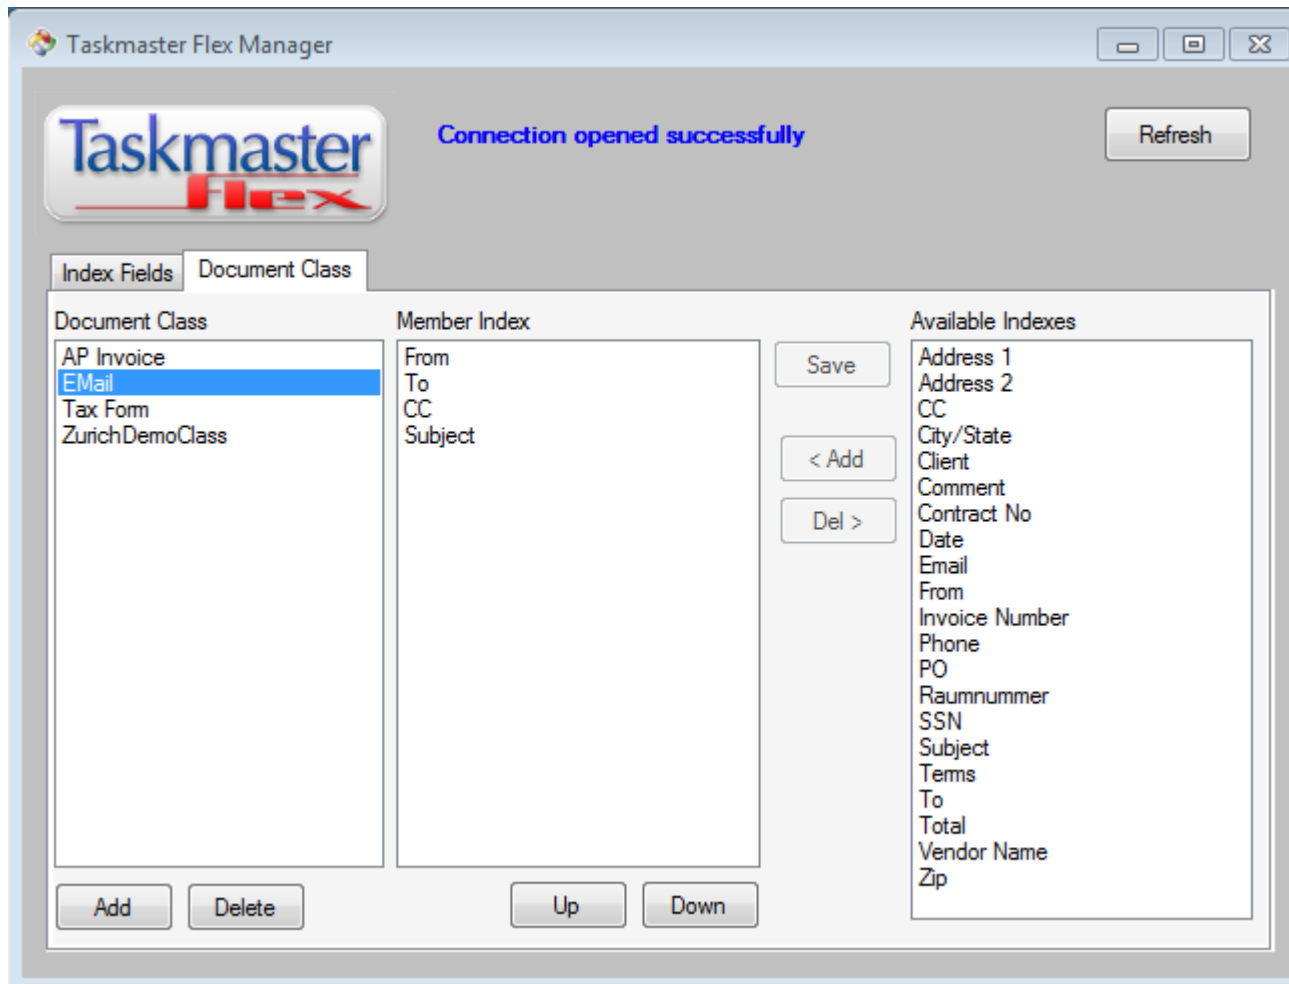 Taskmaster Flex Manager
Taskmaster
Flex
Connection opened successfully
Refresh
Index Fields
Document Class
Document Class
AP Invoice
EMail
Tax Form
ZurichDemoClass
Add
Delete
Member Index
From
To
CC
Subject
Up
Down
Save
< Add
Del >
Available Indexes
Address 1
Address 2
CC
City/State
Client
Comment
Contract No
Date
Email
From
Invoice Number
Phone
PO
Raumnummer
SSN
Subject
Terms
To
Total
Vendor Name
Zip